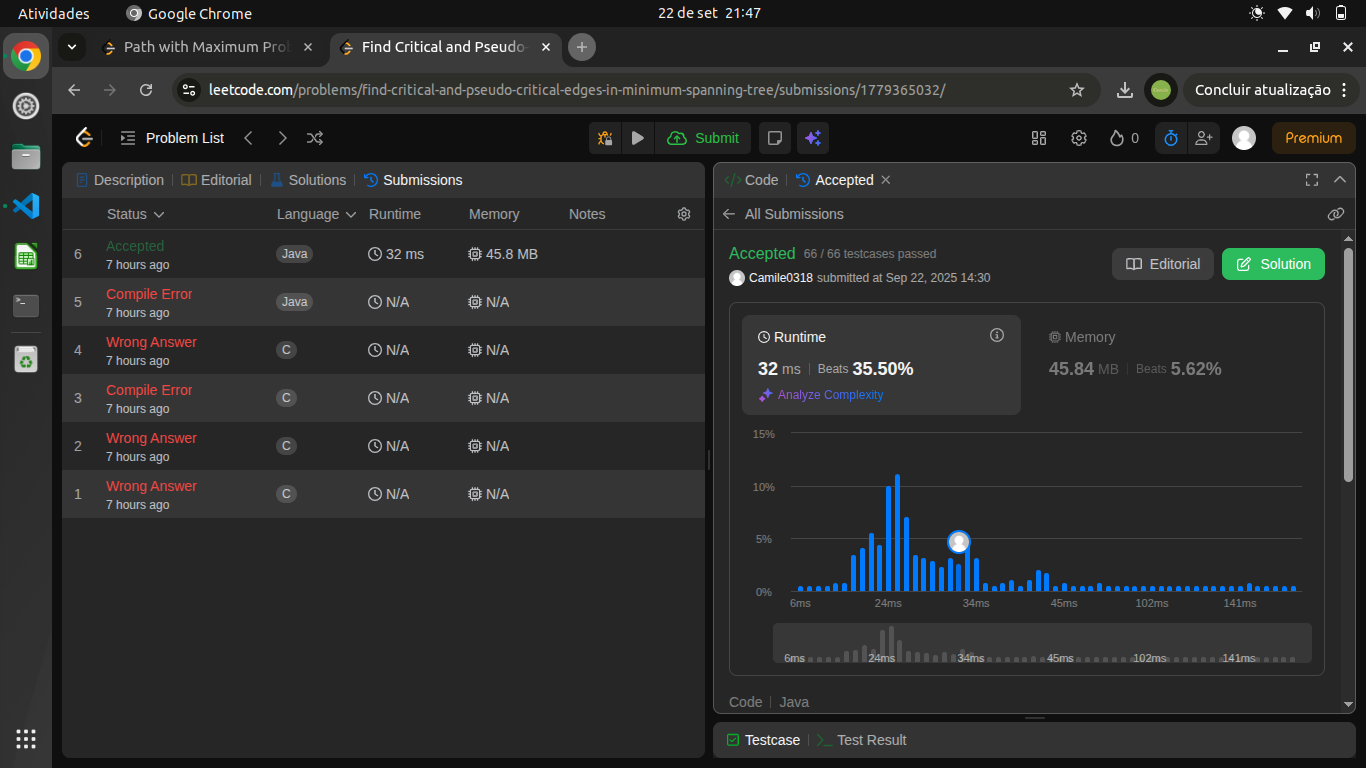 Atividades
Google Chrome
22 de set 21:47
Path with Maximum Pro
Find Critical and Pseudo-
leetcode.com/problems/find-critical-and-pseudo-critical-edges-in-minimum-spanning-tree/submissions/1779365032/
Concluir atualização
Problem List
Submit
0
Premium
Description
Editorial
Solutions
Submissions
Status Language Runtime Memory Notes
6 Accepted Java 32 ms 45.8 MB
7 hours ago
5 Compile Error Java N/A N/A
7 hours ago
4 Wrong Answer C N/A N/A
7 hours ago
3 Compile Error C N/A N/A
7 hours ago
2 Wrong Answer C N/A N/A
7 hours ago
1 Wrong Answer C N/A N/A
7 hours ago
Code
Accepted
All Submissions
Accepted 66 / 66 testcases passed
Camile0318 submitted at Sep 22, 2025 14:30
Editorial
Solution
Runtime
32 ms Beats 35.50%
Analyze Complexity
Memory
45.84 MB Beats 5.62%
15%
10%
5%
0%
6ms 24ms 34ms 45ms 102ms 141ms
6ms 24ms 34ms 45ms 102ms 141ms
Code Java
Testcase
>_ Test Result